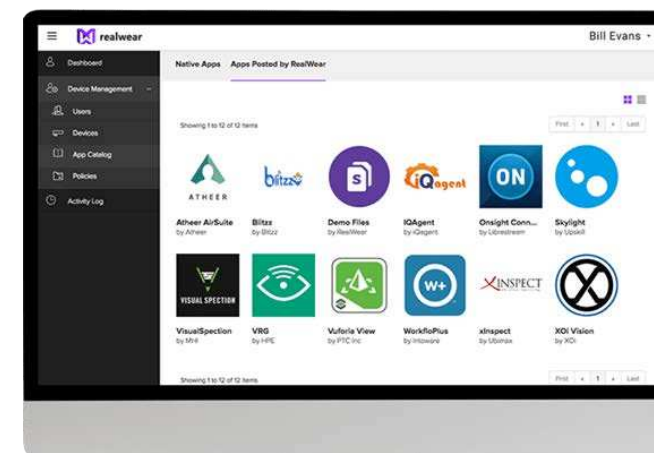 realwear
Bill Evans
Dashboard
Device Management
Users
Devices
App Catalog
Policies
Activity Log
Native Apps Apps Posted by RealWear
Showing 1 to 12 of 12 items
First « 1 » Last
ATHEER
blitzz
S
iQagent
ON
Atheer AirSuite
by Atheer
Blitzz
by Blitzz
Demo Files
by RealWear
IQAgent
by iQagent
Onsight Conn...
by Librestream
Skylight
by Upskill
VISUAL SPECTION
W+
XINSPECT
XOi
VisualSpection
by MHI
VRG
by HPE
Vuforia View
by PTC Inc
WorkfloPlus
by Intoware
xInspect
by Ubimax
XOi Vision
by XOi
Showing 1 to 12 of 12 items
First « 1 » Last